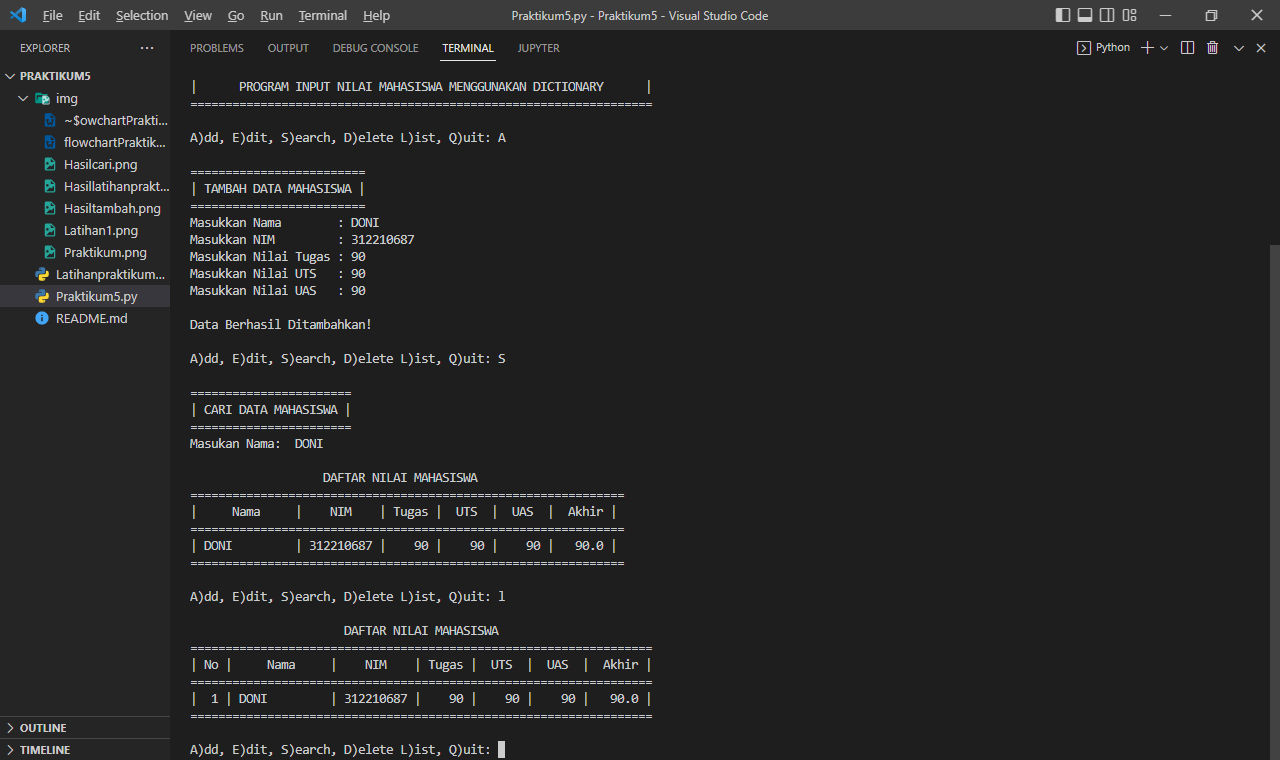 File Edit Selection View Go Run Terminal Help Praktikum5.py - Praktikum5 - Visual Studio Code
EXPLORER ...
PRAKTIKUM5
img
~$owchartPrakti...
flowchartPraktik...
Hasilcari.png
Hasillatihanprakt...
Hasiltambah.png
Latihan1.png
Praktikum.png
Latihanpraktikum...
Praktikum5.py
README.md
OUTLINE
TIMELINE
PROBLEMS OUTPUT DEBUG CONSOLE TERMINAL JUPYTER Python
| PROGRAM INPUT NILAI MAHASISWA MENGGUNAKAN DICTIONARY |
==================================================================
A)dd, E)dit, S)earch, D)elete L)ist, Q)uit: A
=========================
| TAMBAH DATA MAHASISWA |
=========================
Masukkan Nama : DONI
Masukkan NIM : 312210687
Masukkan Nilai Tugas : 90
Masukkan Nilai UTS : 90
Masukkan Nilai UAS : 90
Data Berhasil Ditambahkan!
A)dd, E)dit, S)earch, D)elete L)ist, Q)uit: S
=======================
| CARI DATA MAHASISWA |
=======================
Masukan Nama: DONI
DAFTAR NILAI MAHASISWA
==============================================================
| Nama | NIM | Tugas | UTS | UAS | Akhir |
==============================================================
| DONI | 312210687 | 90 | 90 | 90 | 90.0 |
==============================================================
A)dd, E)dit, S)earch, D)elete L)ist, Q)uit: l
DAFTAR NILAI MAHASISWA
==================================================================
| No | Nama | NIM | Tugas | UTS | UAS | Akhir |
==================================================================
| 1 | DONI | 312210687 | 90 | 90 | 90 | 90.0 |
==================================================================
A)dd, E)dit, S)earch, D)elete L)ist, Q)uit: